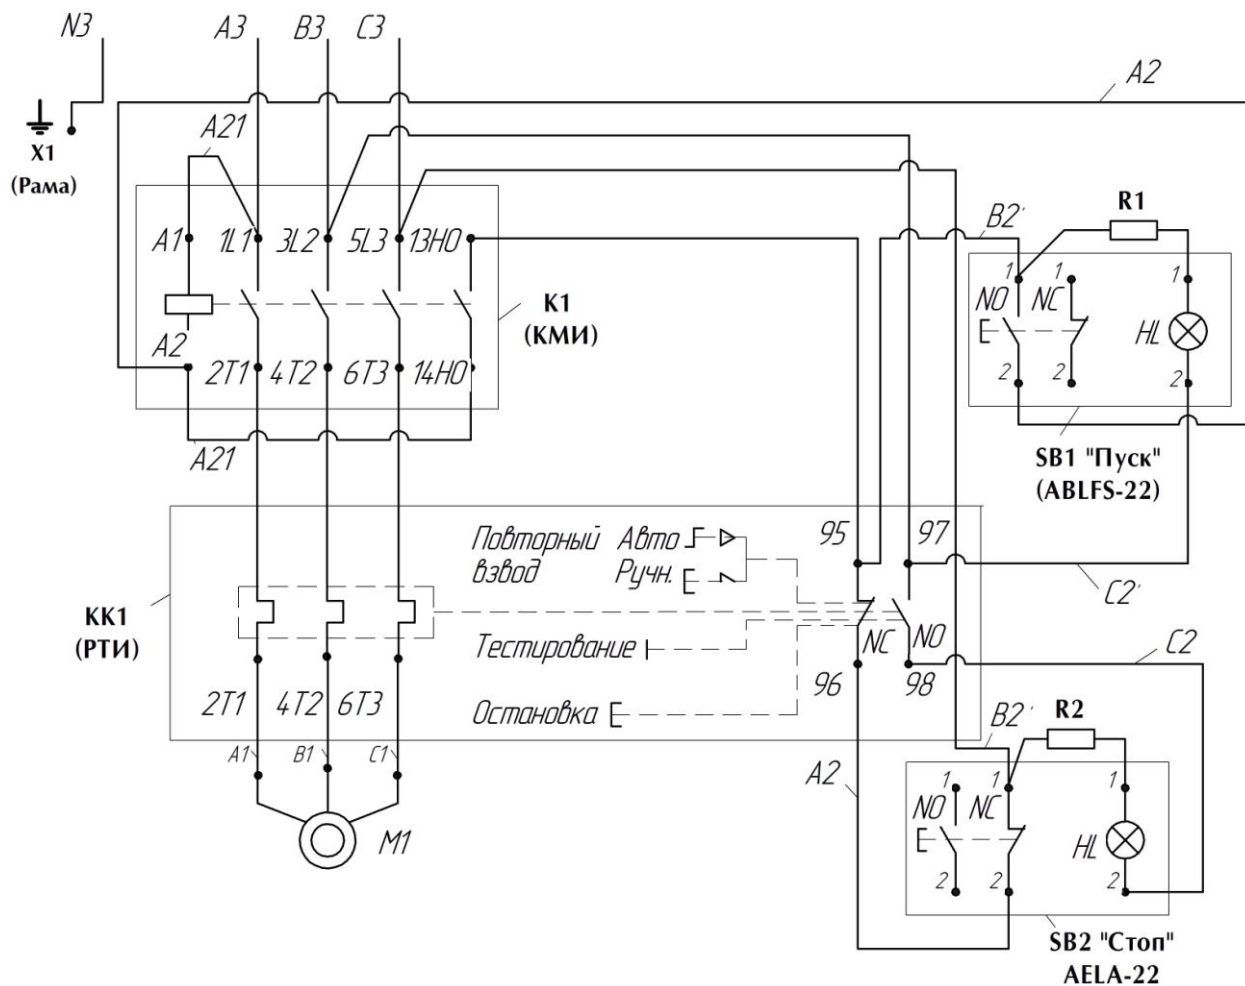 N3
A3
B3
C3
A2
A21
X1
(Рама)
A1
1L1
3L2
5L3
13НО
B2'
R1
K1
(КМИ)
1
1
1
NO
NC
HL
A2
2T1
4T2
6T3
14НО
2
2
2
A21
SB1 "Пуск"
(ABLFS-22)
Повторный
взвод
Авто
Ручн.
95
97
C2'
KK1
(РТИ)
Тестирование
NC
NO
C2
2T1
4T2
6T3
Остановка
96
98
A1
B1
C1
A2
B2'
R2
1
1
1
NO
NC
HL
M1
2
2
2
SB2 "Стоп"
AELA-22